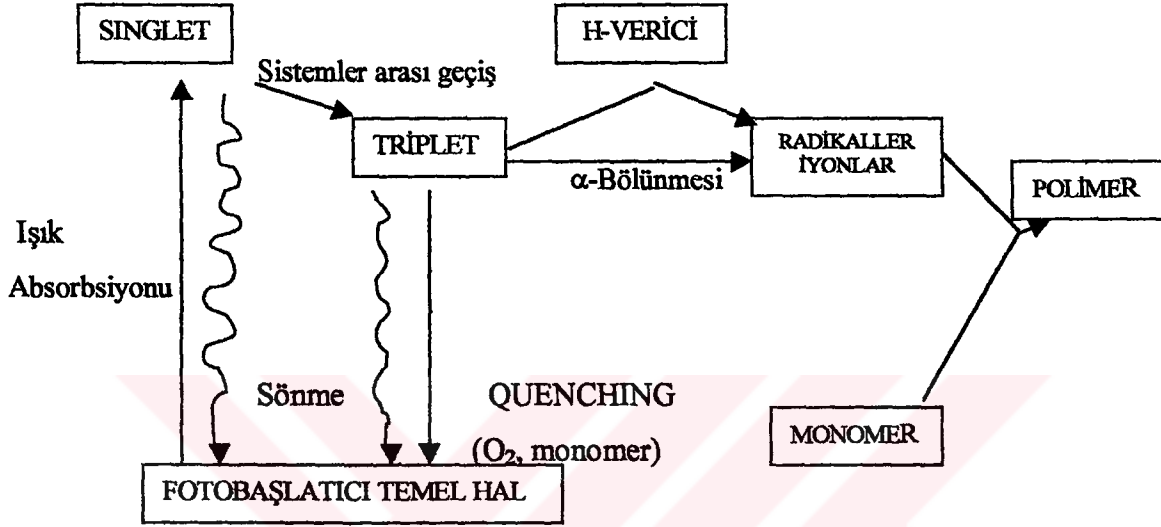 SINGLET
H-VERİCİ
Sistemler arası geçiş
TRİPLET
RADİKALLER
İYONLAR
α-Bölünmesi
POLİMER
Işık
Absorbsiyonu
Sönme
QUENCHING
(O₂, monomer)
MONOMER
FOTOBAŞLATICI TEMEL HAL